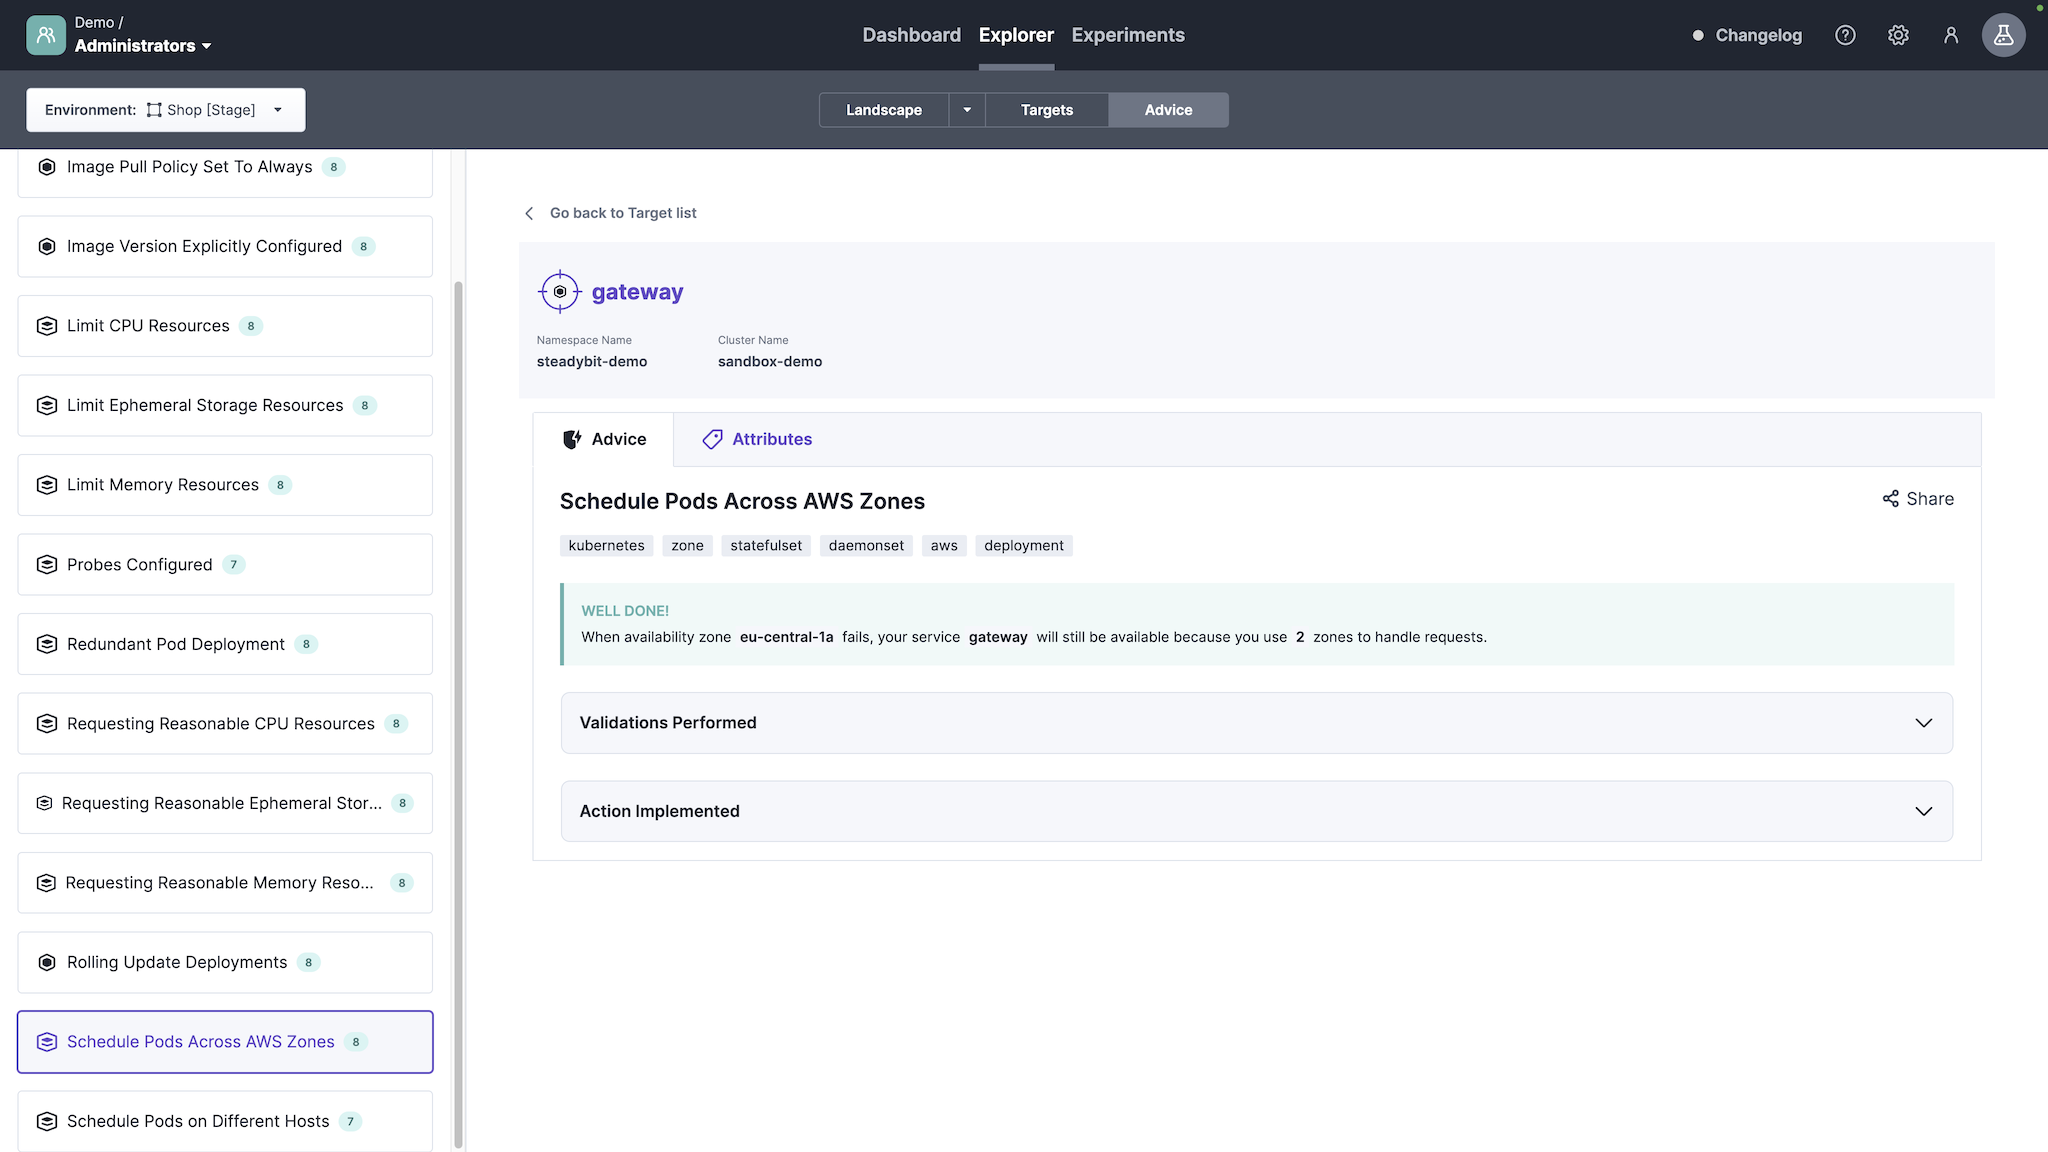 Demo /
Administrators
Dashboard
Explorer
Experiments
Changelog
Environment: Shop [Stage]
Landscape
Targets
Advice
Image Pull Policy Set To Always 8
Image Version Explicitly Configured 8
Limit CPU Resources 8
Limit Ephemeral Storage Resources 8
Limit Memory Resources 8
Probes Configured 7
Redundant Pod Deployment 8
Requesting Reasonable CPU Resources 8
Requesting Reasonable Ephemeral Stor... 8
Requesting Reasonable Memory Reso... 8
Rolling Update Deployments 8
Schedule Pods Across AWS Zones 8
Schedule Pods on Different Hosts 7
Go back to Target list
gateway
Namespace Name
steadybit-demo
Cluster Name
sandbox-demo
Advice
Attributes
Schedule Pods Across AWS Zones
Share
kubernetes zone statefulset daemonset aws deployment
WELL DONE!
When availability zone eu-central-1a fails, your service gateway will still be available because you use 2 zones to handle requests.
Validations Performed
Action Implemented